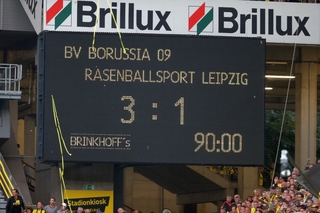 Brillux
Brillux
BV BORUSSIA 09
RASENBALLSPORT LEIPZIG
3 : 1
BRINKHOFF's
90:00
Stadionkiosk